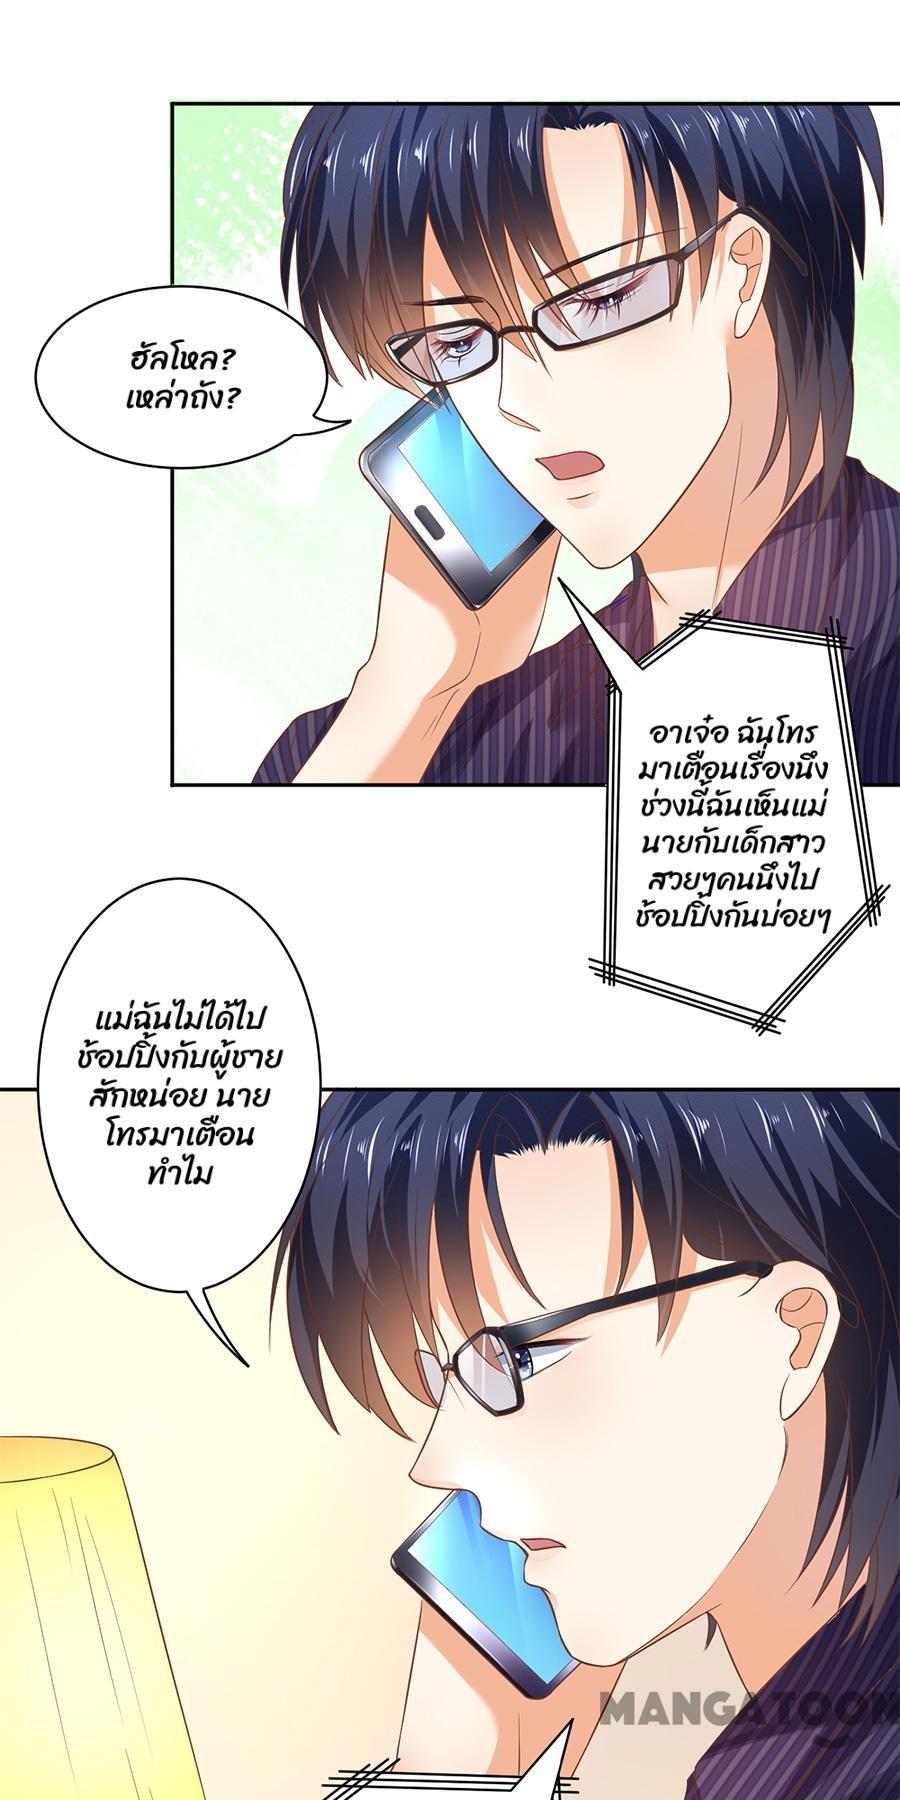 ฮัลโหล?
เหล่าถัง?
อาเจ๋อ ฉันโทร
มาเตือนเรื่องนึง
ช่วงนี้ฉันเห็นแม่
นายกับเด็กสาว
สวยๆคนนึงไป
ช้อปปิ้งกันบ่อยๆ
แม่ฉันไม่ได้ไป
ช้อปปิ้งกับผู้ชาย
สักหน่อย นาย
โทรมาเตือน
ทำไม
MANGATOON